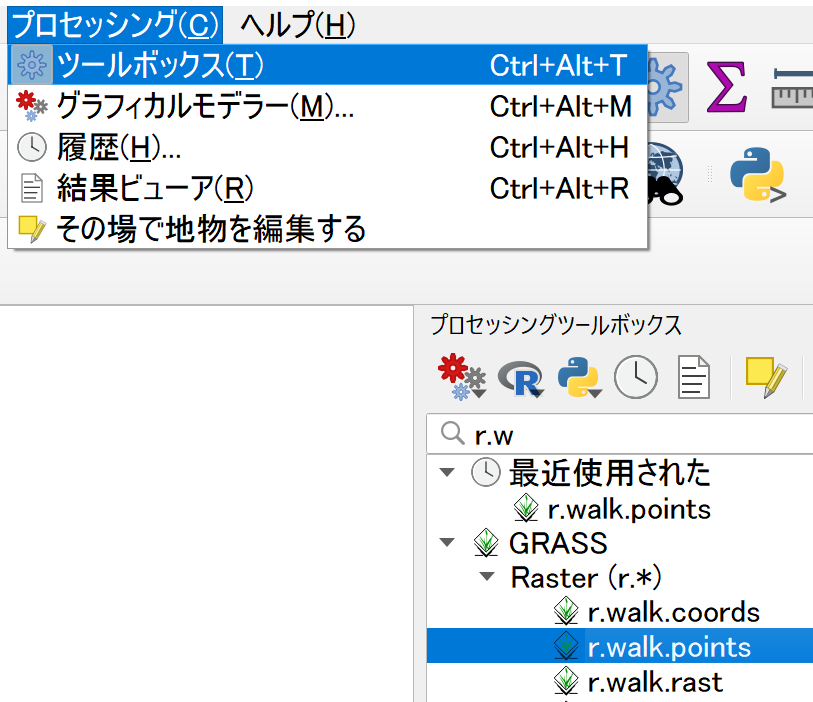 プロセッシング(C) ヘルプ(H)
ツールボックス(T) Ctrl+Alt+T
グラフィカルモデラー(M)... Ctrl+Alt+M
履歴(H)... Ctrl+Alt+H
結果ビューア(R) Ctrl+Alt+R
その場で地物を編集する
プロセッシングツールボックス
r.w
最近使用された
r.walk.points
GRASS
Raster (r.*)
r.walk.coords
r.walk.points
r.walk.rast